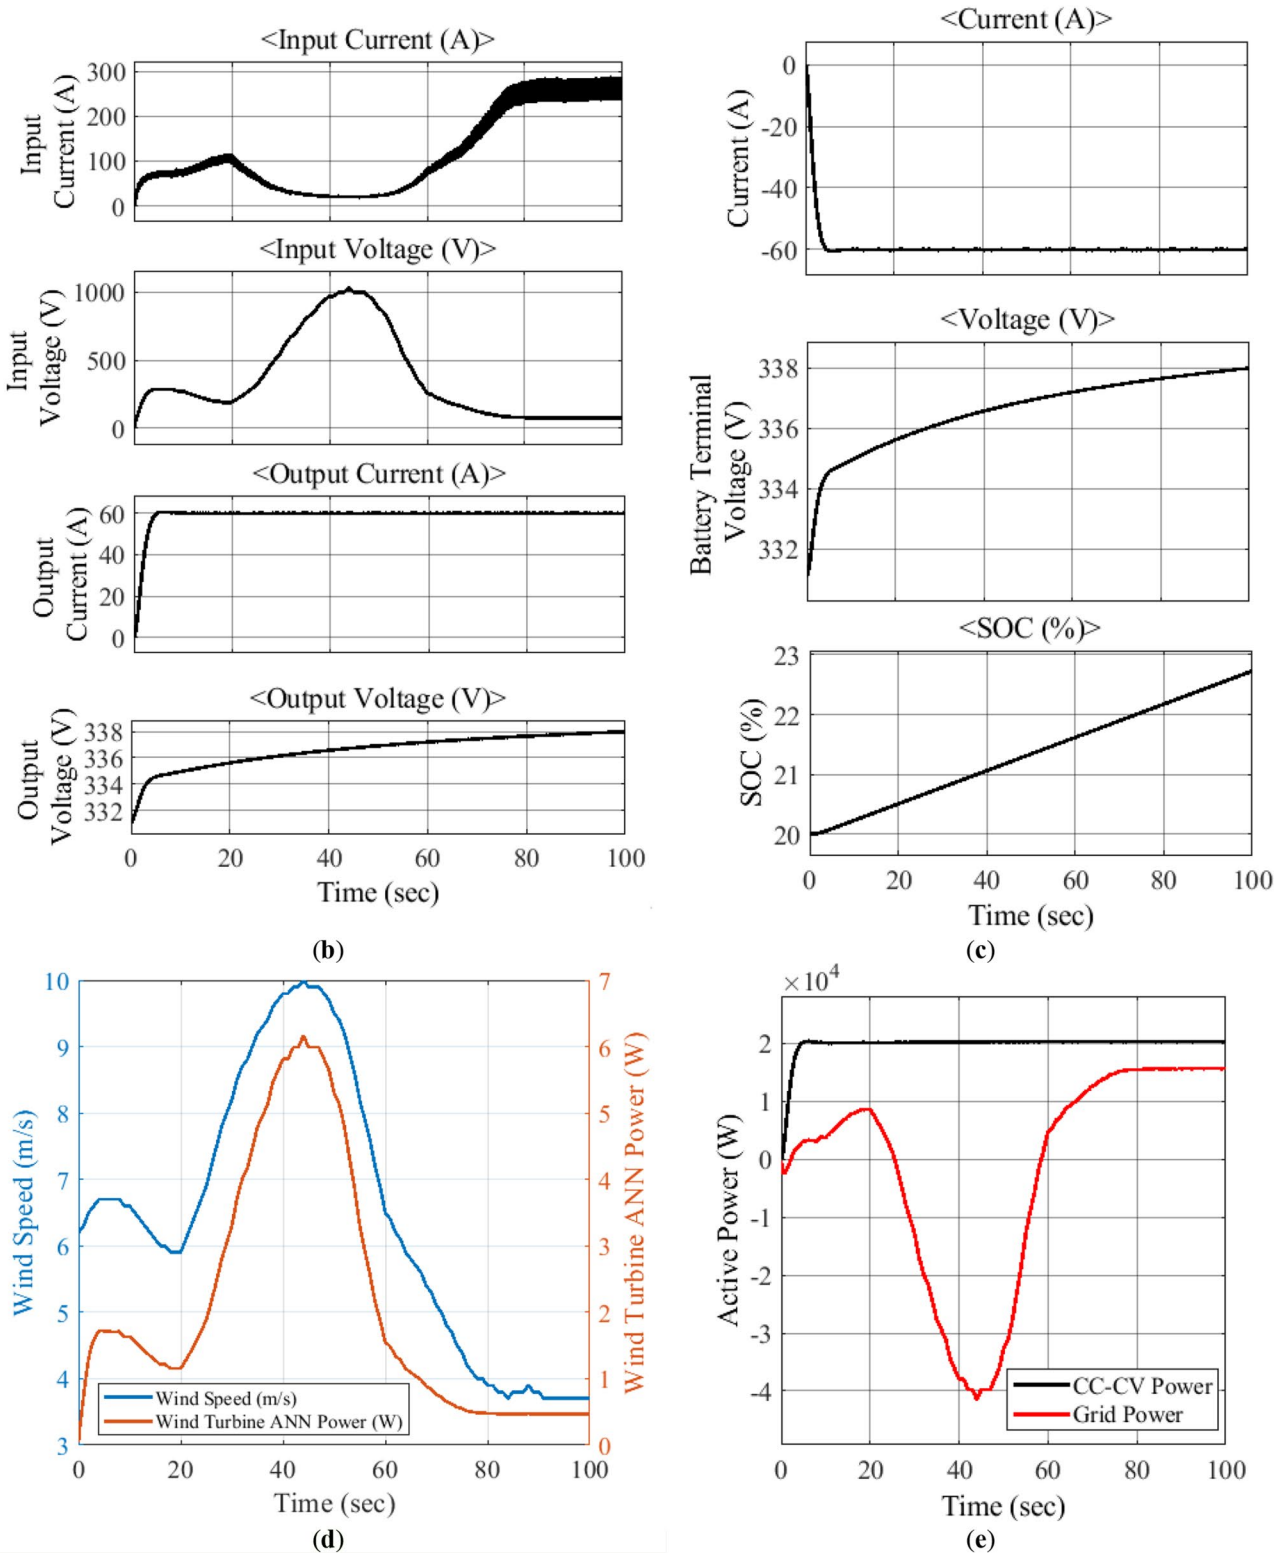 <Input Current (A)>
Input
Current (A)
300
200
100
0
<Input Voltage (V)>
Input
Voltage (V)
1000
500
0
<Output Current (A)>
Output
Current (A)
60
40
20
0
<Output Voltage (V)>
Output
Voltage (V)
338
336
334
332
0 20 40 60 80 100
Time (sec)
(b)
<Current (A)>
Current (A)
0
-20
-40
-60
<Voltage (V)>
Battery Terminal
Voltage (V)
338
336
334
332
<SOC (%)>
SOC (%)
23
22
21
20
0 20 40 60 80 100
Time (sec)
(c)
Wind Speed (m/s)
10
9
8
7
6
5
4
3
Wind Turbine ANN Power (W)
7
6
5
4
3
2
1
0
Wind Speed (m/s)
Wind Turbine ANN Power (W)
0 20 40 60 80 100
Time (sec)
(d)
×10⁴
Active Power (W)
2
1
0
-1
-2
-3
-4
CC-CV Power
Grid Power
0 20 40 60 80 100
Time (sec)
(e)